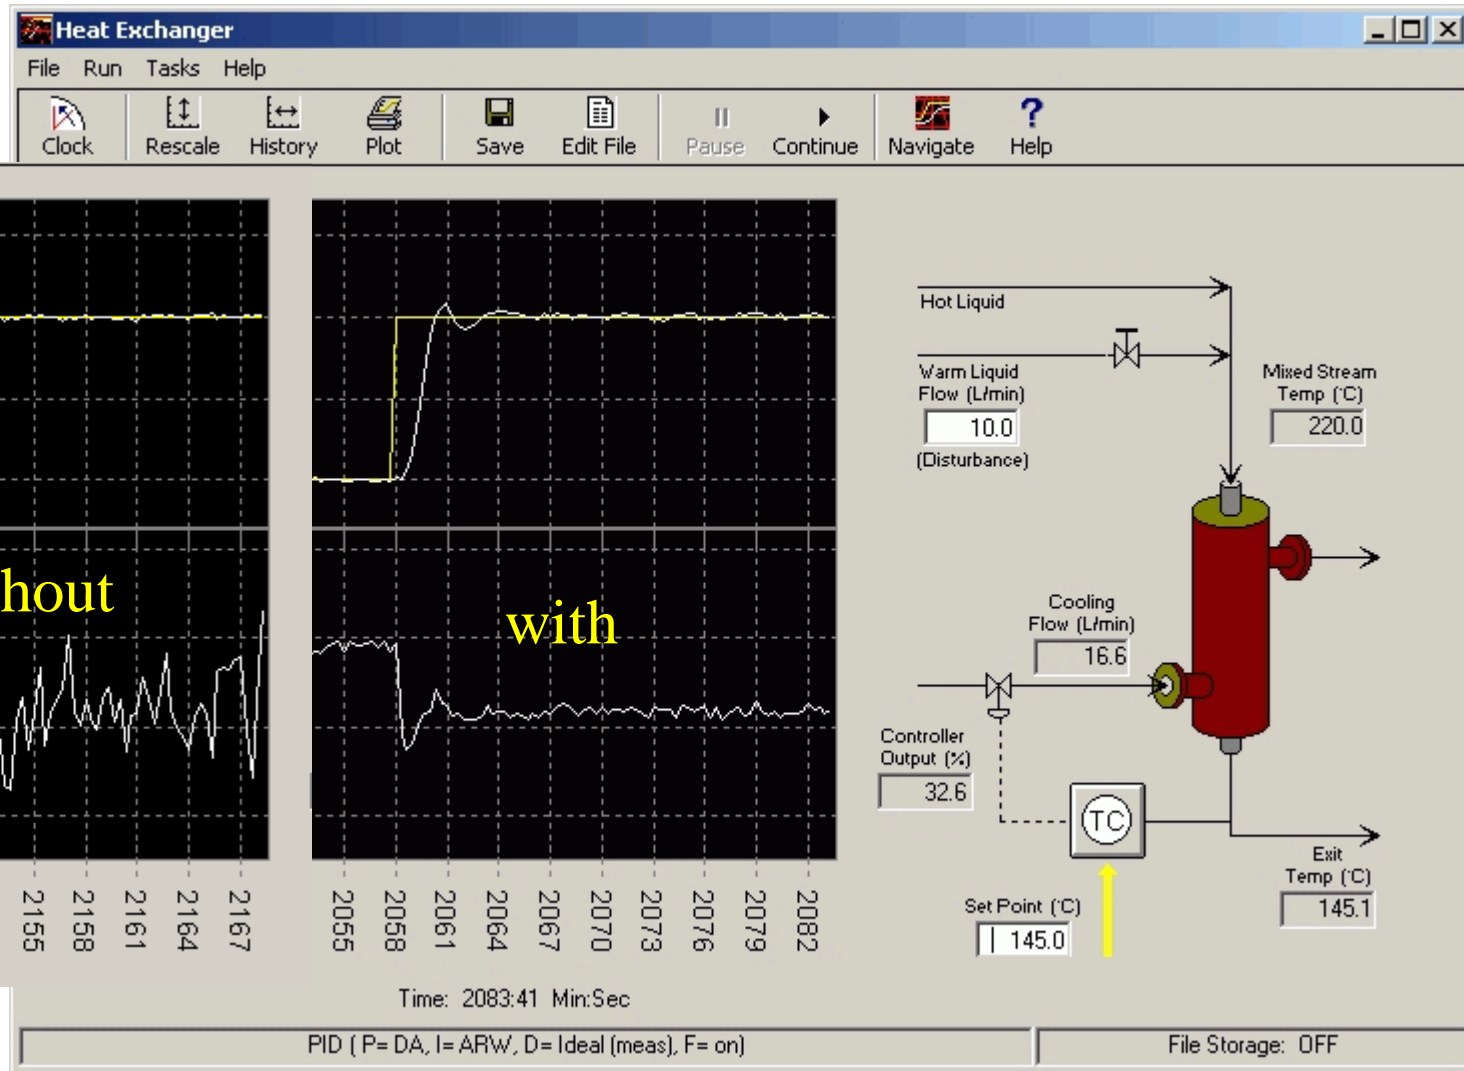 Heat Exchanger
File Run Tasks Help
Clock Rescale History Plot Save Edit File Pause Continue Navigate Help
Hot Liquid
Warm Liquid
Flow (L/min)
10.0
(Disturbance)
Mixed Stream
Temp (°C)
220.0
hout
with
Cooling
Flow (L/min)
16.6
Controller
Output (%)
32.6
TC
Exit
Temp (°C)
145.1
Set Point (°C)
145.0
2155 2158 2161 2164 2167 2055 2058 2061 2064 2067 2070 2073 2076 2079 2082
Time: 2083:41 Min:Sec
PID ( P= DA, I= ARW, D= Ideal (meas), F= on)
File Storage: OFF